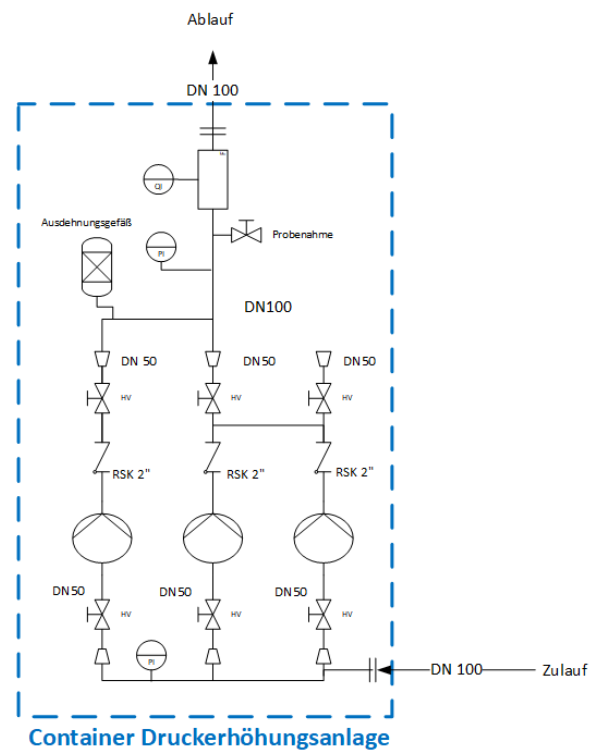 Ablauf
DN 100
QI
Ausdehnungsgefäß
PI
Probenahme
DN100
DN 50
DN50
DN50
HV
HV
HV
RSK 2"
RSK 2"
RSK 2"
DN50
DN50
DN50
HV
HV
HV
PI
DN 100
Zulauf
Container Druckerhöhungsanlage